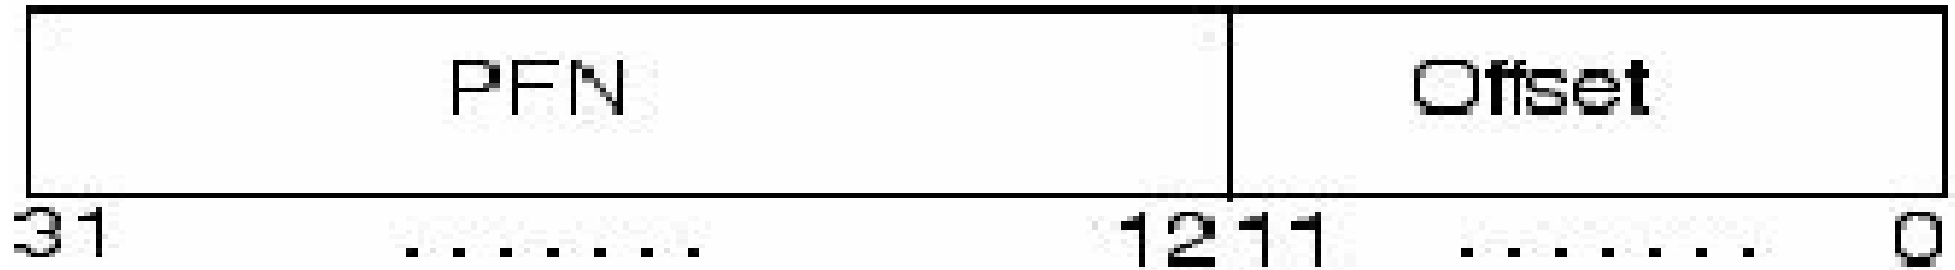 PFN Offset
31 ....... 12 11 ....... 0